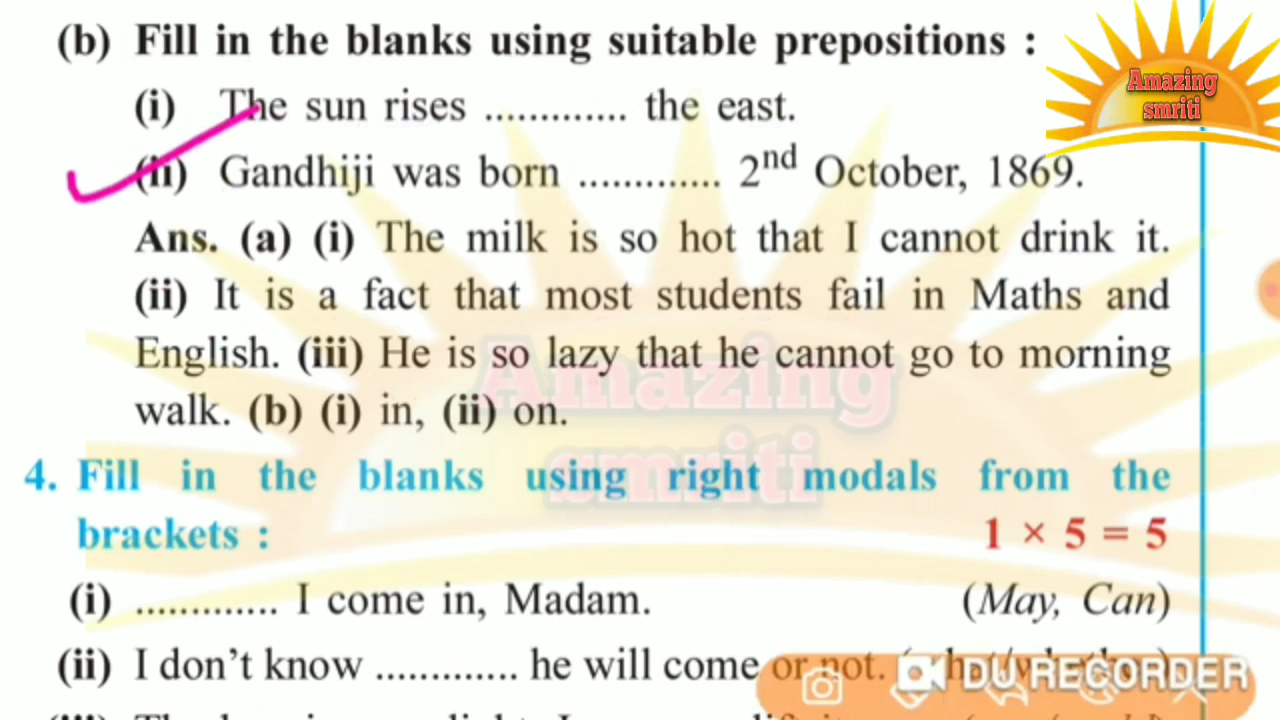 (b) Fill in the blanks using suitable prepositions :
Amazing
smriti
(i) The sun rises ............. the east.
(ii) Gandhiji was born ............. 2nd October, 1869.
Ans. (a) (i) The milk is so hot that I cannot drink it.
(ii) It is a fact that most students fail in Maths and
English. (iii) He is so lazy that he cannot go to morning
walk. (b) (i) in, (ii) on.
Amazing
smriti
4. Fill in the blanks using right modals from the
brackets : 1 × 5 = 5
(i) ............. I come in, Madam. (May, Can)
(ii) I don't know ............. he will come or not.
DU RECORDER